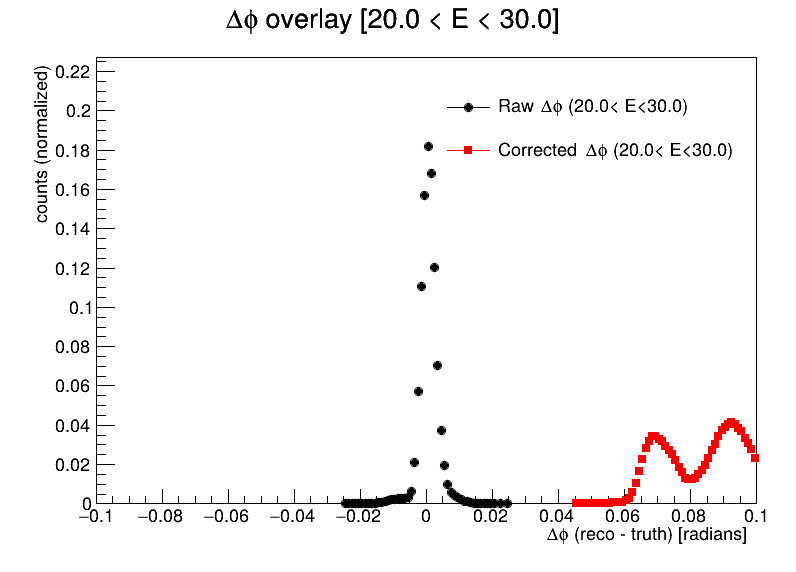 Δϕ overlay [20.0 < E < 30.0]
counts (normalized)
0.22
0.2
0.18
0.16
0.14
0.12
0.1
0.08
0.06
0.04
0.02
0
Raw Δϕ (20.0< E<30.0)
Corrected Δϕ (20.0< E<30.0)
−0.1 −0.08 −0.06 −0.04 −0.02 0 0.02 0.04 0.06 0.08 0.1
Δϕ (reco - truth) [radians]